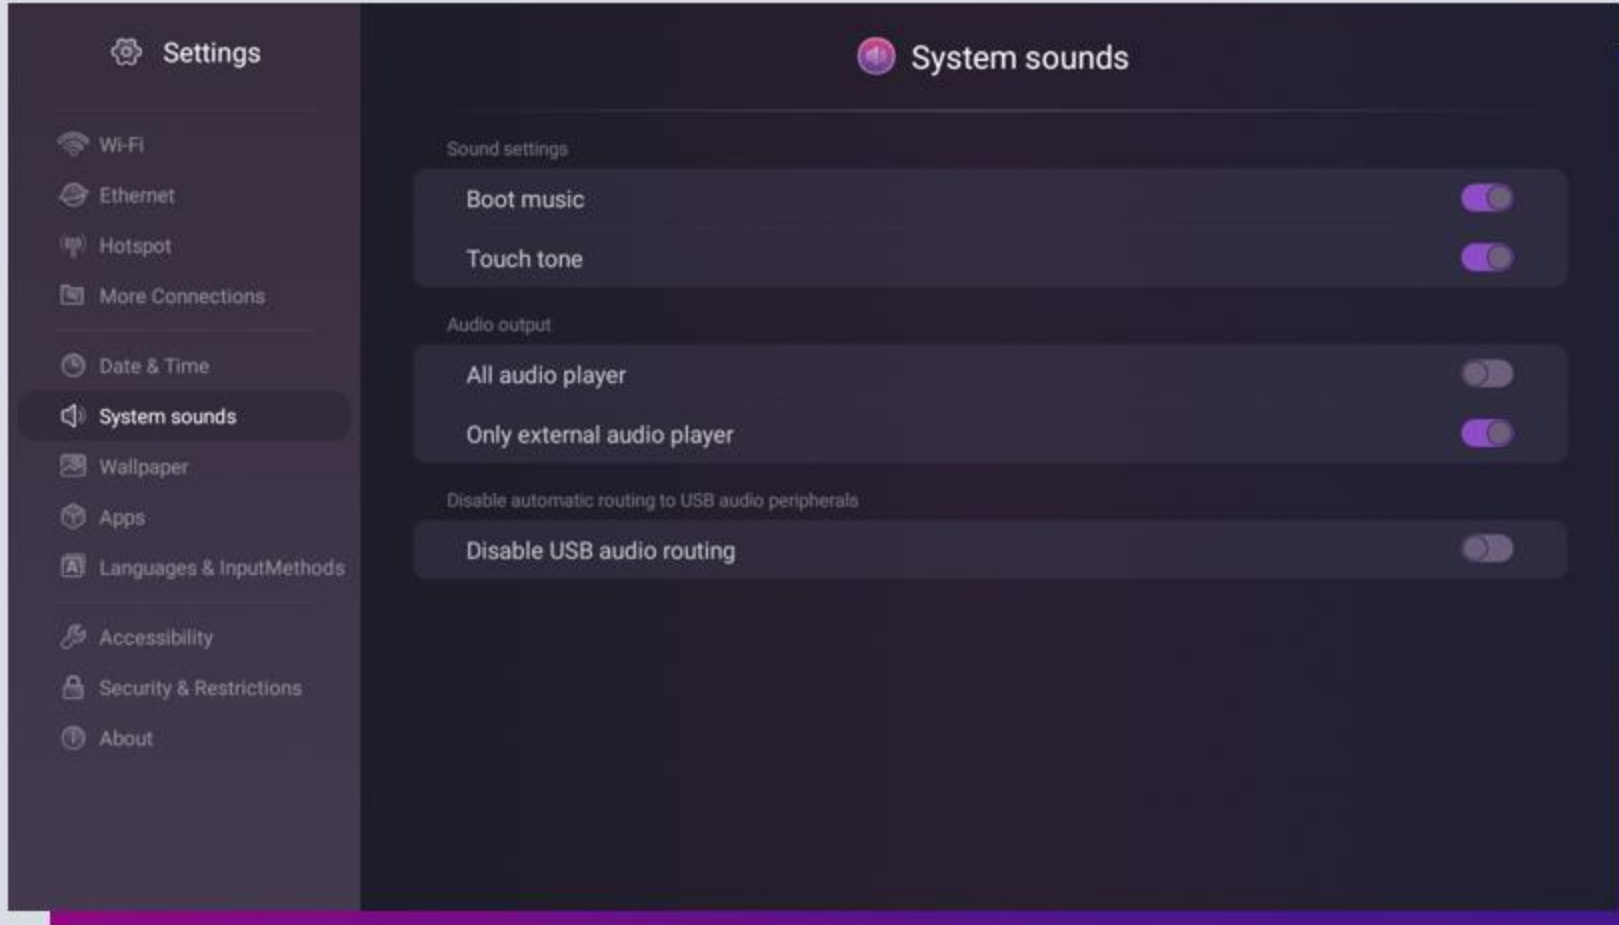 Settings
Wi-Fi
Ethernet
Hotspot
More Connections
Date & Time
System sounds
Wallpaper
Apps
Languages & InputMethods
Accessibility
Security & Restrictions
About
System sounds
Sound settings
Boot music
Touch tone
Audio output
All audio player
Only external audio player
Disable automatic routing to USB audio peripherals
Disable USB audio routing